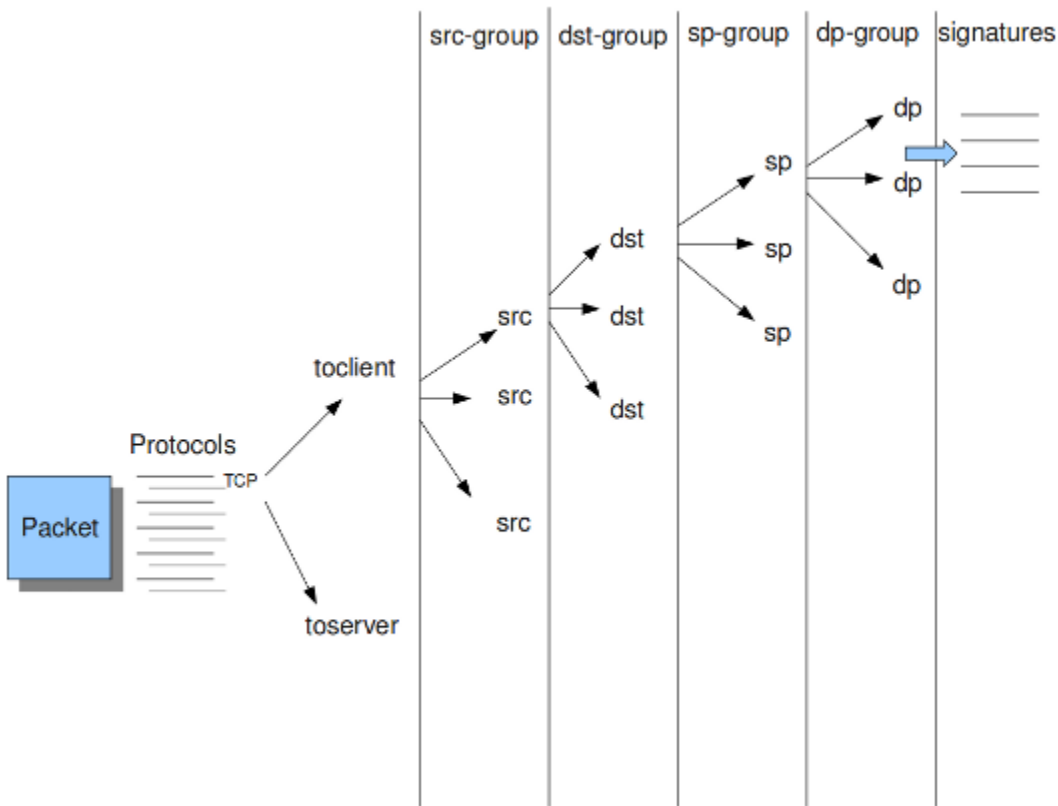 src-group dst-group sp-group dp-group signatures
dp
sp
dp
dst
sp
dp
src
dst
sp
toclient
src
dst
Protocols
TCP
Packet
src
toserver